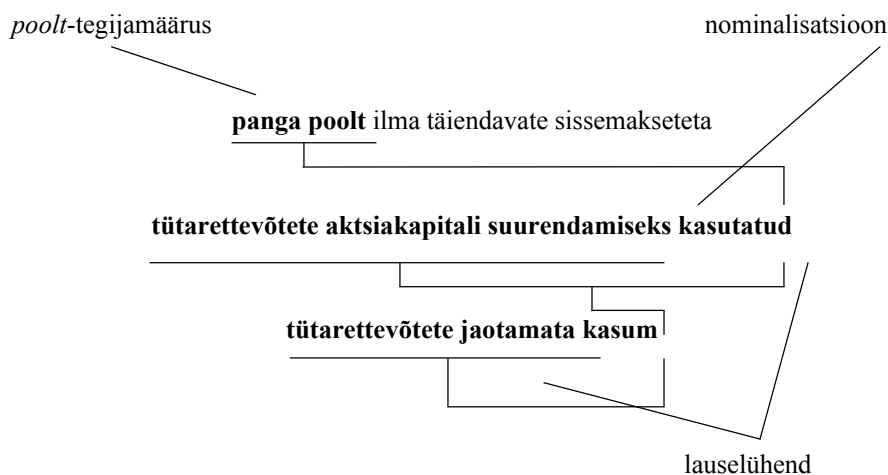 poolt-tegijamäärus nominalisatsioon
panga poolt ilma täiendavate sissemakseteta
tütarettevõtete aktsiakapitali suurendamiseks kasutatud
tütarettevõtete jaotamata kasum
lauselühend